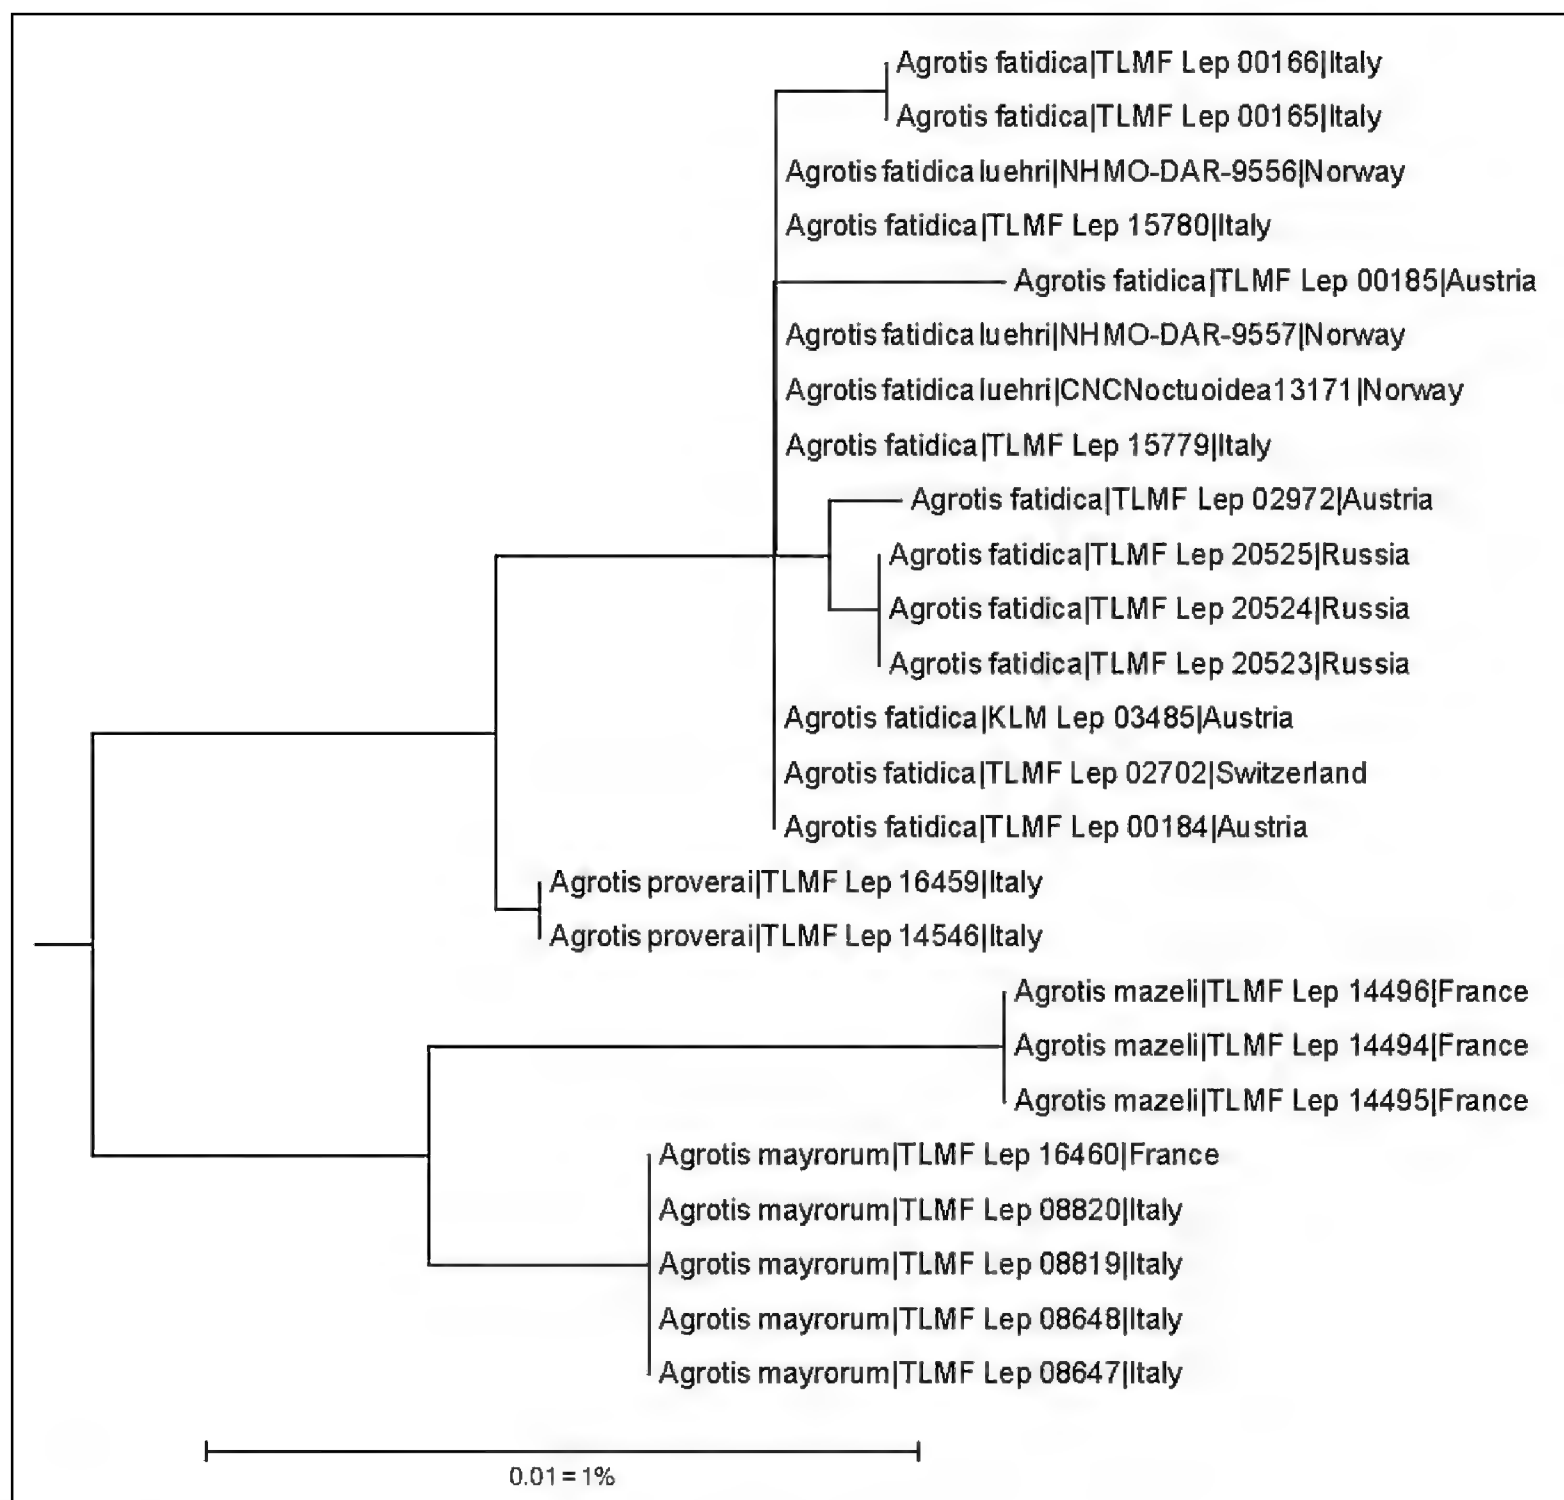 Agrotis fatidica|TLMF Lep 00166|Italy
Agrotis fatidica|TLMF Lep 00165|Italy
Agrotis fatidica luehri|NHMO-DAR-9556|Norway
Agrotis fatidica|TLMF Lep 15780|Italy
Agrotis fatidica|TLMF Lep 00185|Austria
Agrotis fatidica luehri|NHMO-DAR-9557|Norway
Agrotis fatidica luehri|CNCNoctuoidea13171|Norway
Agrotis fatidica|TLMF Lep 15779|Italy
Agrotis fatidica|TLMF Lep 02972|Austria
Agrotis fatidica|TLMF Lep 20525|Russia
Agrotis fatidica|TLMF Lep 20524|Russia
Agrotis fatidica|TLMF Lep 20523|Russia
Agrotis fatidica|KLM Lep 03485|Austria
Agrotis fatidica|TLMF Lep 02702|Switzerland
Agrotis fatidica|TLMF Lep 00184|Austria
Agrotis proverai|TLMF Lep 16459|Italy
Agrotis proverai|TLMF Lep 14546|Italy
Agrotis mazeli|TLMF Lep 14496|France
Agrotis mazeli|TLMF Lep 14494|France
Agrotis mazeli|TLMF Lep 14495|France
Agrotis mayrorum|TLMF Lep 16460|France
Agrotis mayrorum|TLMF Lep 08820|Italy
Agrotis mayrorum|TLMF Lep 08819|Italy
Agrotis mayrorum|TLMF Lep 08648|Italy
Agrotis mayrorum|TLMF Lep 08647|Italy
0.01 = 1%